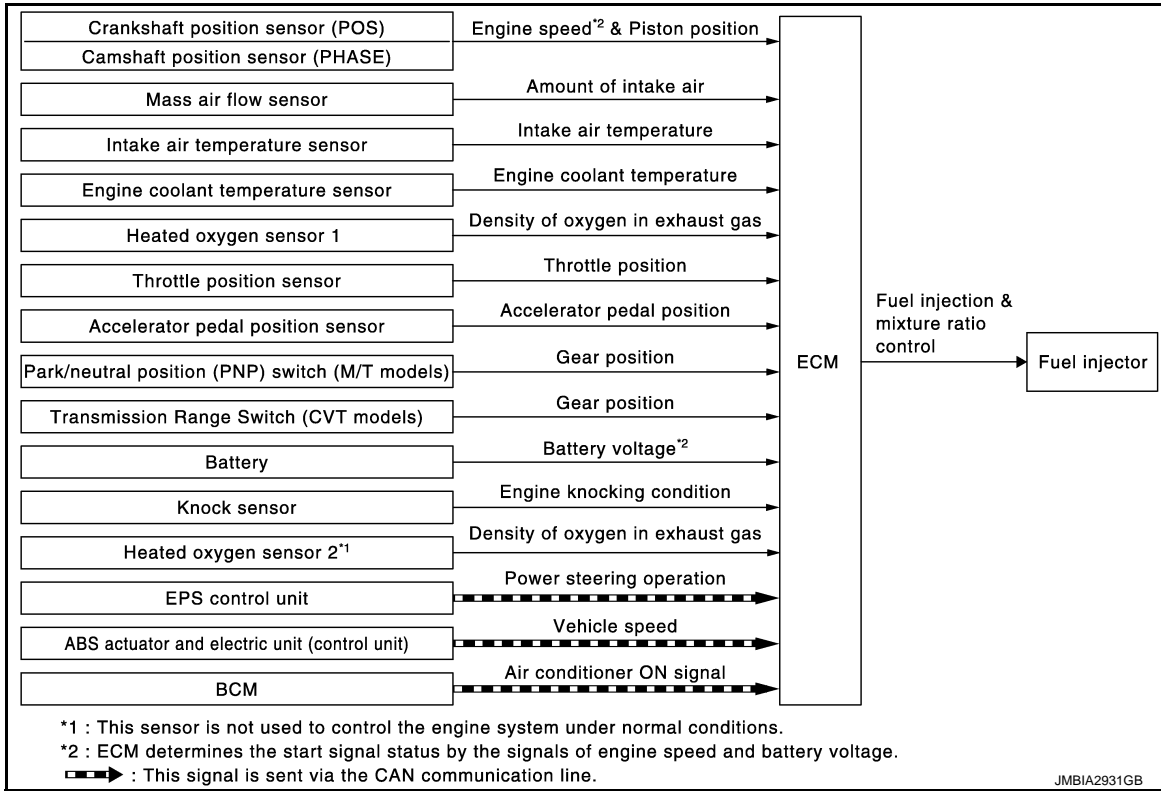 Crankshaft position sensor (POS)
Engine speed*2 & Piston position
Camshaft position sensor (PHASE)
Mass air flow sensor
Amount of intake air
Intake air temperature sensor
Intake air temperature
Engine coolant temperature sensor
Engine coolant temperature
Heated oxygen sensor 1
Density of oxygen in exhaust gas
Throttle position sensor
Throttle position
Accelerator pedal position sensor
Accelerator pedal position
Park/neutral position (PNP) switch (M/T models)
Gear position
Transmission Range Switch (CVT models)
Gear position
Battery
Battery voltage*2
Knock sensor
Engine knocking condition
Heated oxygen sensor 2*1
Density of oxygen in exhaust gas
EPS control unit
Power steering operation
ABS actuator and electric unit (control unit)
Vehicle speed
BCM
Air conditioner ON signal
ECM
Fuel injection &
mixture ratio
control
Fuel injector
*1 : This sensor is not used to control the engine system under normal conditions.
*2 : ECM determines the start signal status by the signals of engine speed and battery voltage.
: This signal is sent via the CAN communication line.
JMBIA2931GB